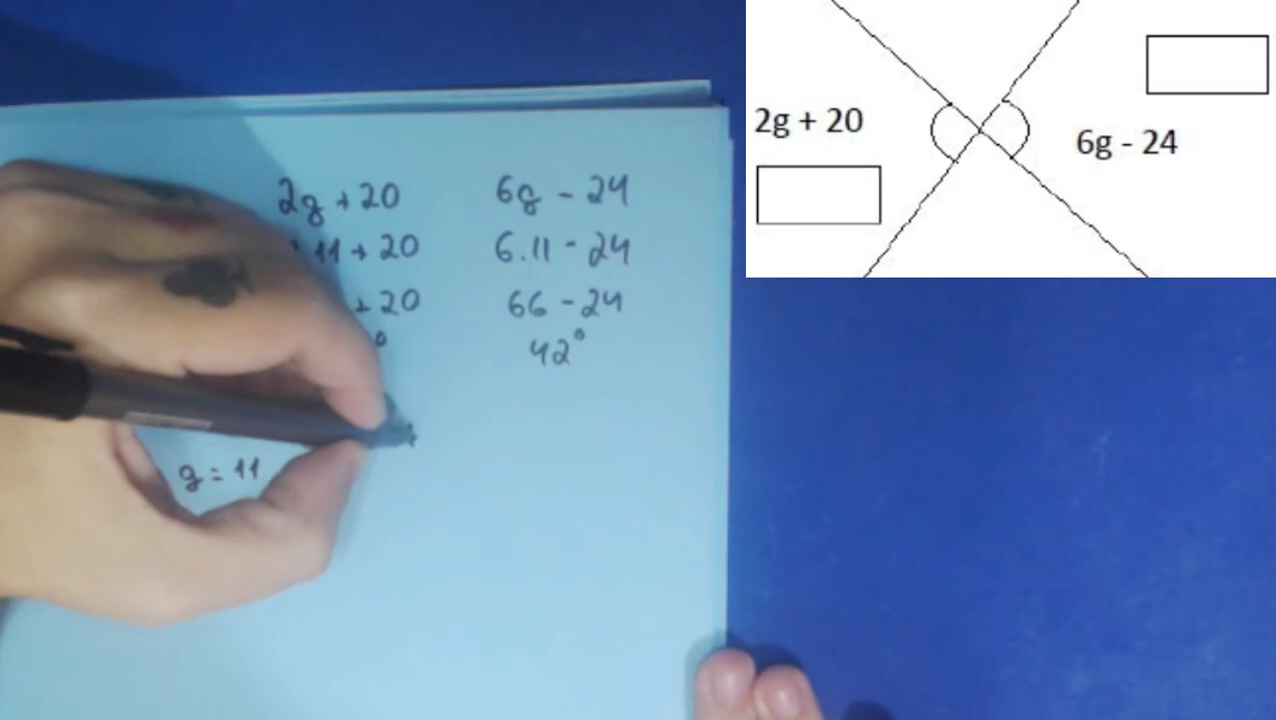 2g + 20
6g - 24
11 + 20
6.11 - 24
+ 20
66 - 24
°
42°
g = 11
2g + 20
6g - 24